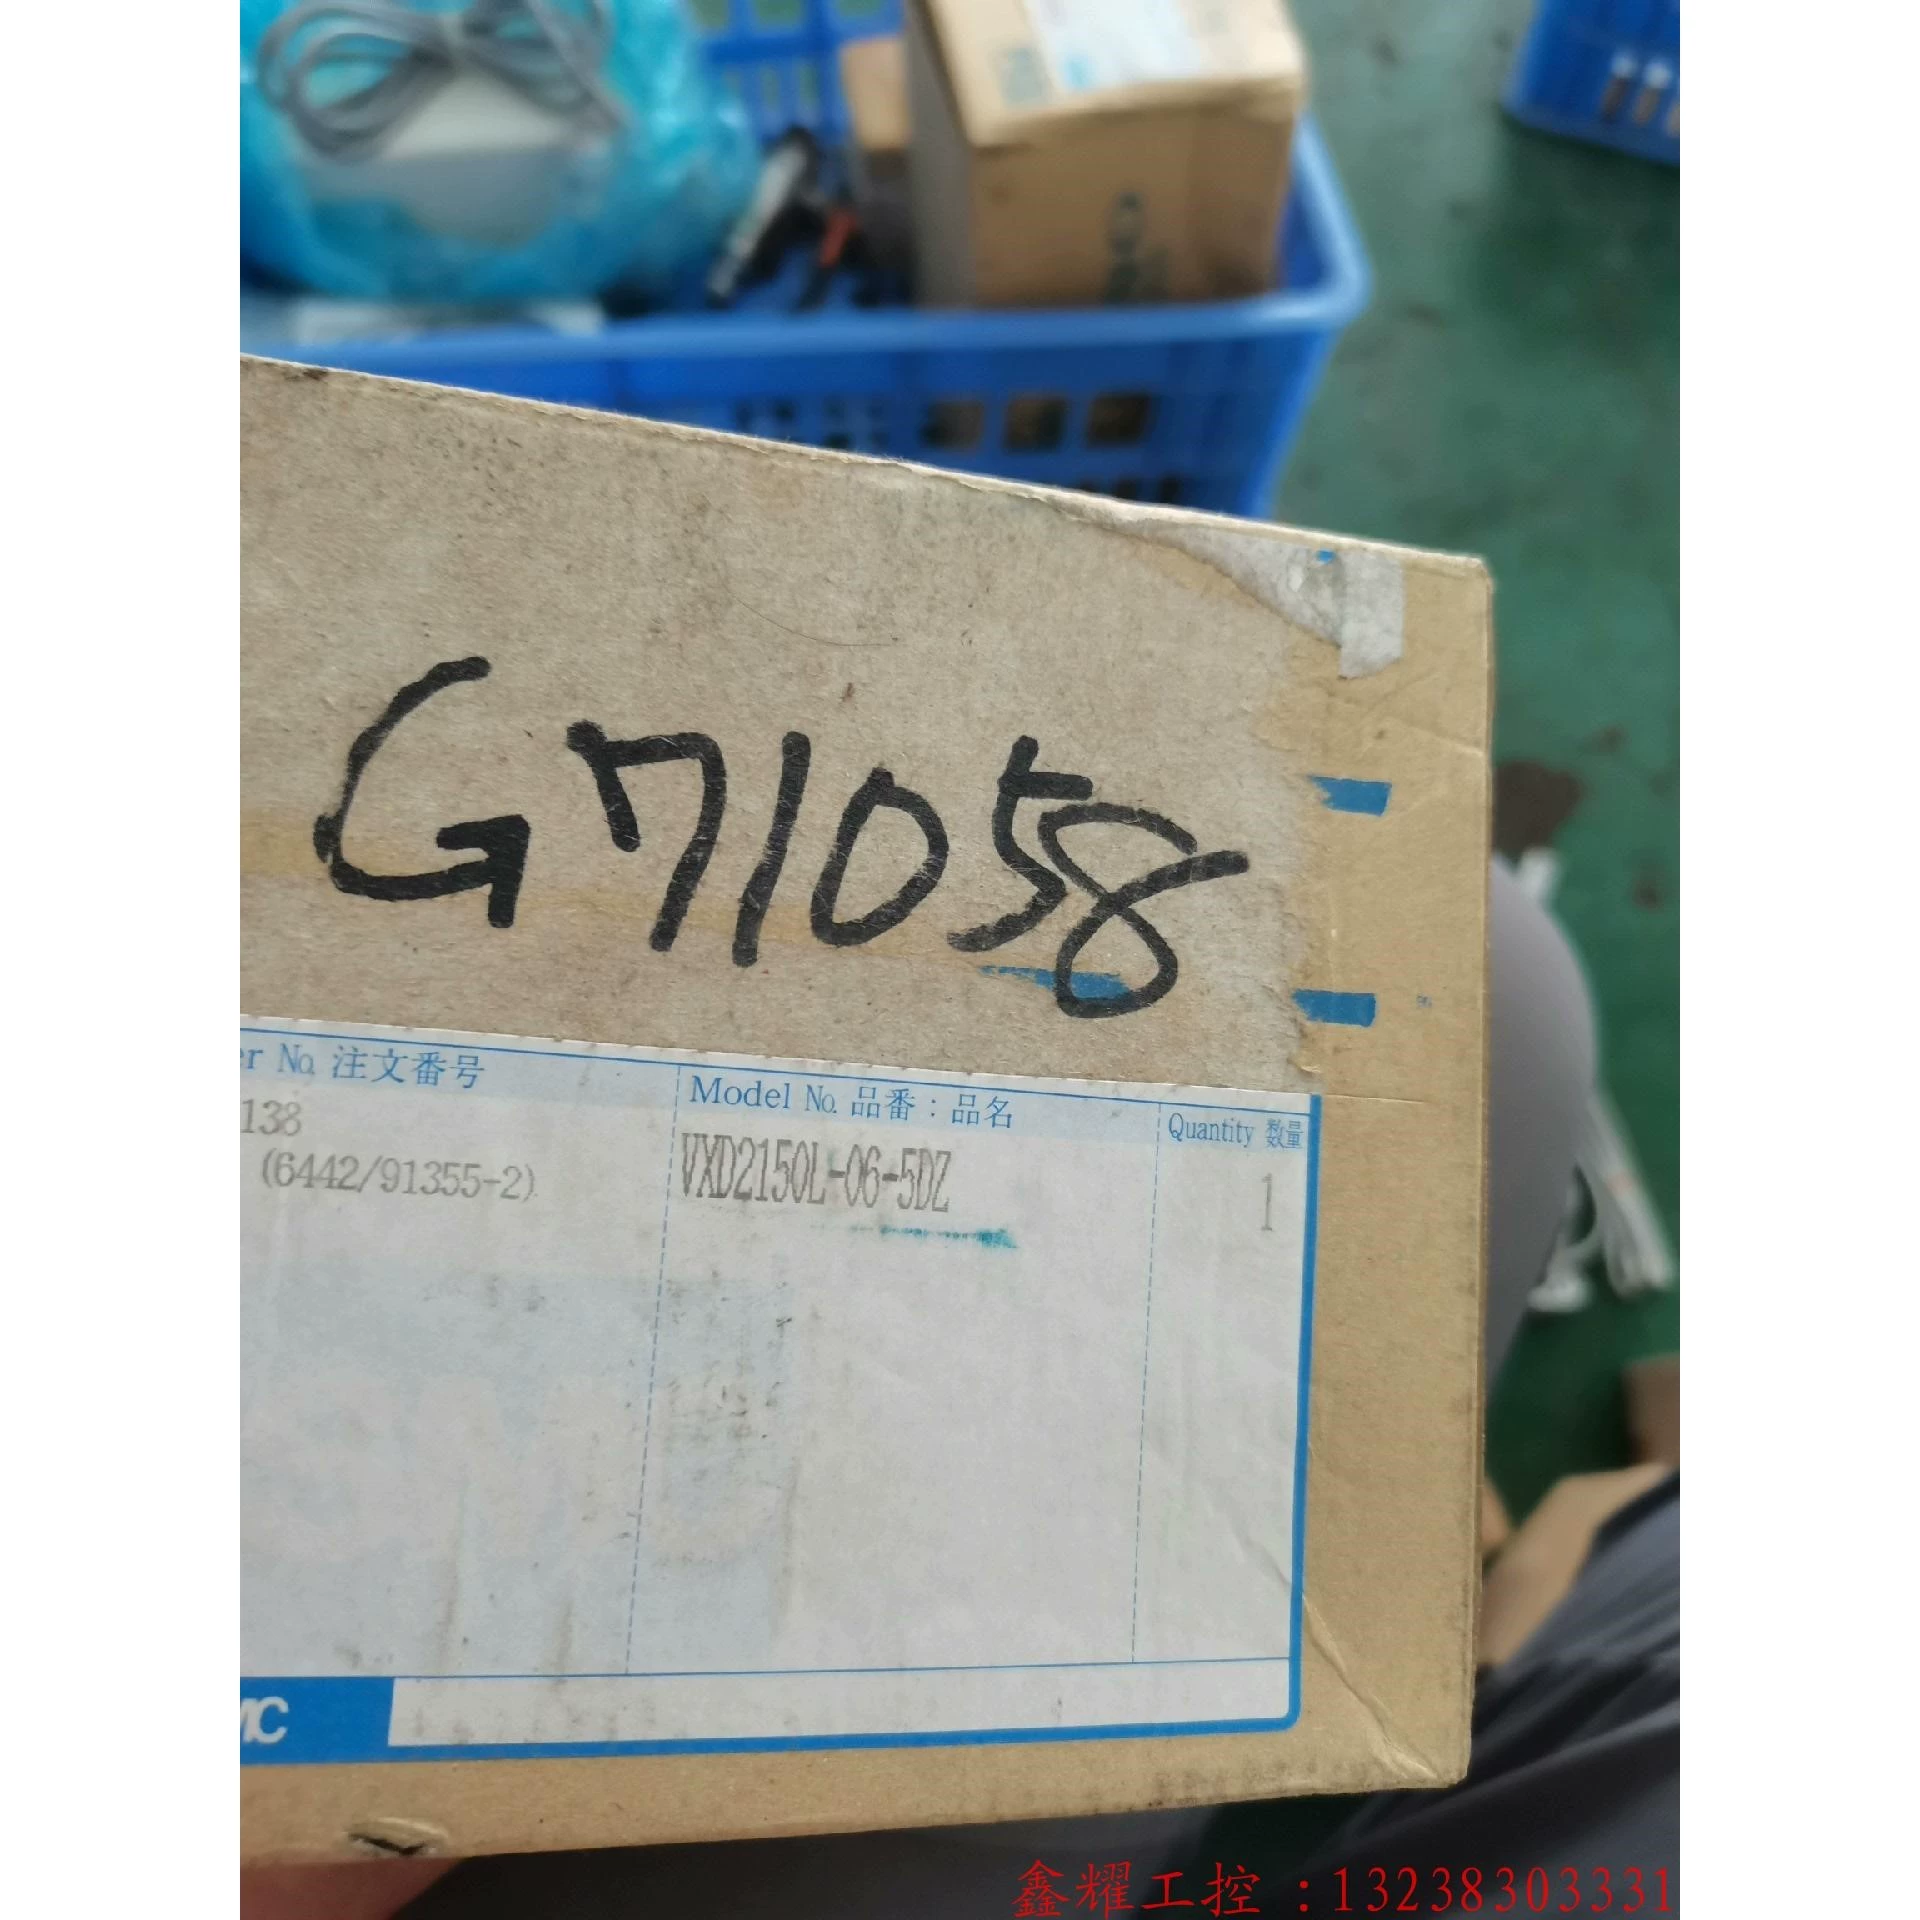 G71058
er No. 注文番号
Model No. 品番：品名
Quantity 数量
138
(6442/91355-2)
VXD2150L-06-5DZ
1
MC
鑫耀工控：13238303331